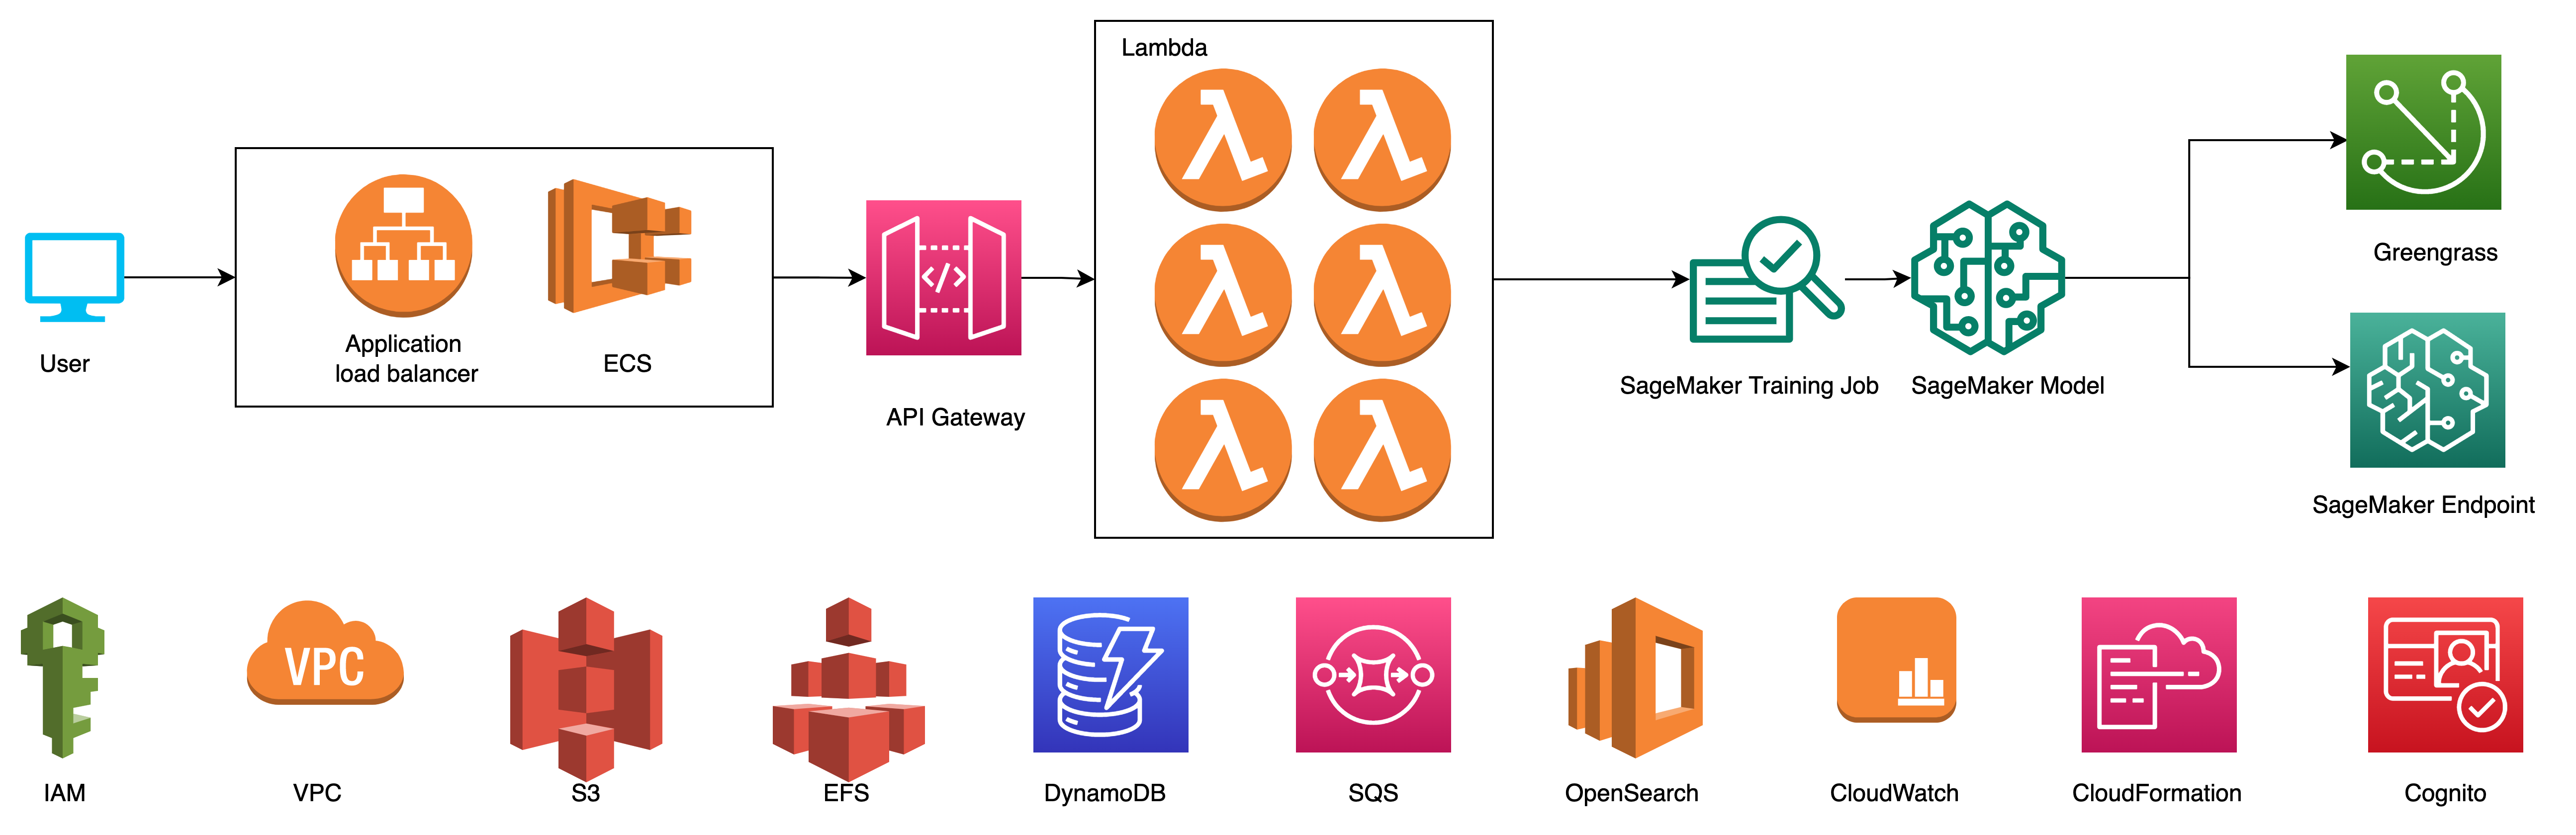 Lambda
User
Application
load balancer
ECS
</>
API Gateway
SageMaker Training Job
SageMaker Model
Greengrass
SageMaker Endpoint
VPC
IAM
VPC
S3
EFS
DynamoDB
SQS
OpenSearch
CloudWatch
CloudFormation
Cognito